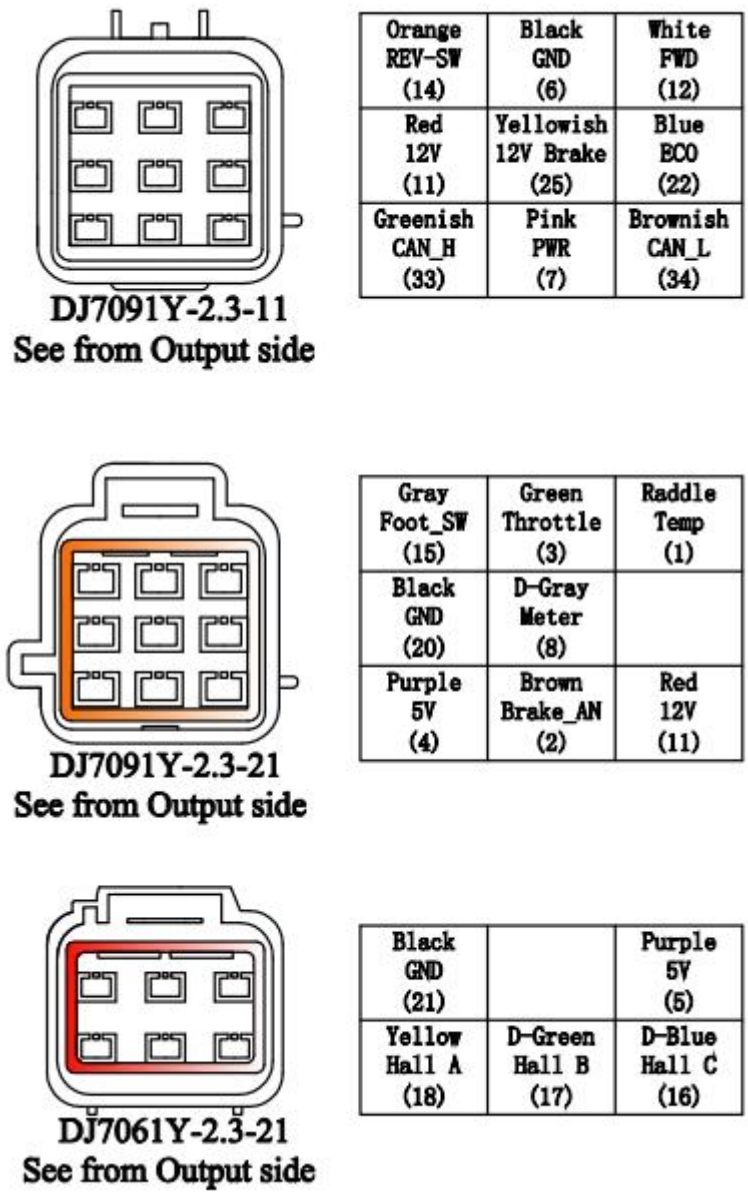 Orange Black White
REV-SW GND FWD
(14) (6) (12)
Red Yellowish Blue
12V 12V Brake ECO
(11) (25) (22)
Greenish Pink Brownish
CAN_H PWR CAN_L
(33) (7) (34)
DJ7091Y-2.3-11
See from Output side
Gray Green Raddle
Foot_SW Throttle Temp
(15) (3) (1)
Black D-Gray
GND Meter
(20) (8)
Purple Brown Red
5V Brake_AN 12V
(4) (2) (11)
DJ7091Y-2.3-21
See from Output side
Black Purple
GND 5V
(21) (5)
Yellow D-Green D-Blue
Hall A Hall B Hall C
(18) (17) (16)
DJ7061Y-2.3-21
See from Output side